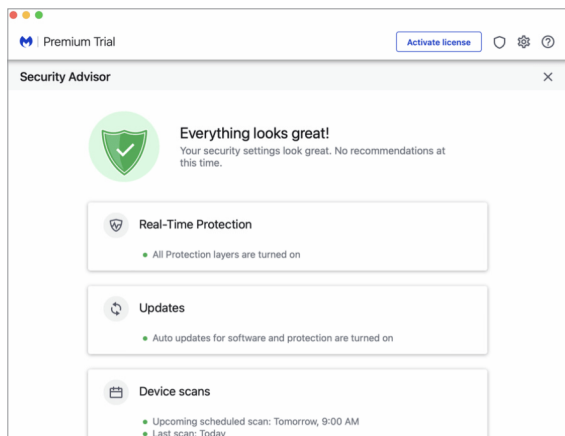 Premium Trial
Activate license
Security Advisor
Everything looks great!
Your security settings look great. No recommendations at
this time.
Real-Time Protection
All Protection layers are turned on
Updates
Auto updates for software and protection are turned on
Device scans
Upcoming scheduled scan: Tomorrow, 9:00 AM
Last scan: Today